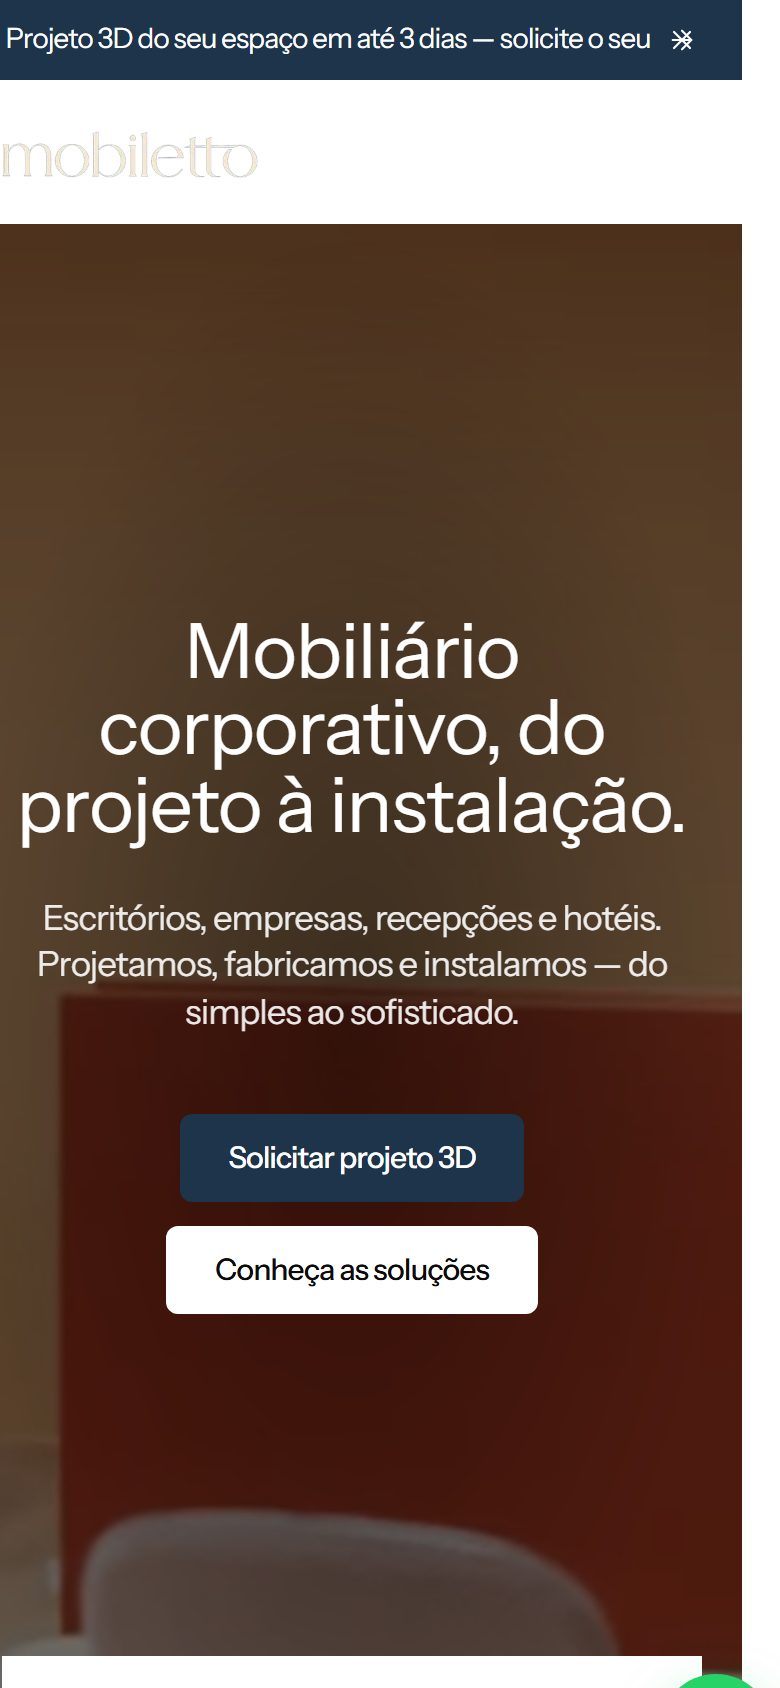 Projeto 3D do seu espaço em até 3 dias — solicite o seu
mobiletto
Mobiliário
corporativo, do
projeto à instalação.
Escritórios, empresas, recepções e hotéis.
Projetamos, fabricamos e instalamos — do
simples ao sofisticado.
Solicitar projeto 3D
Conheça as soluções